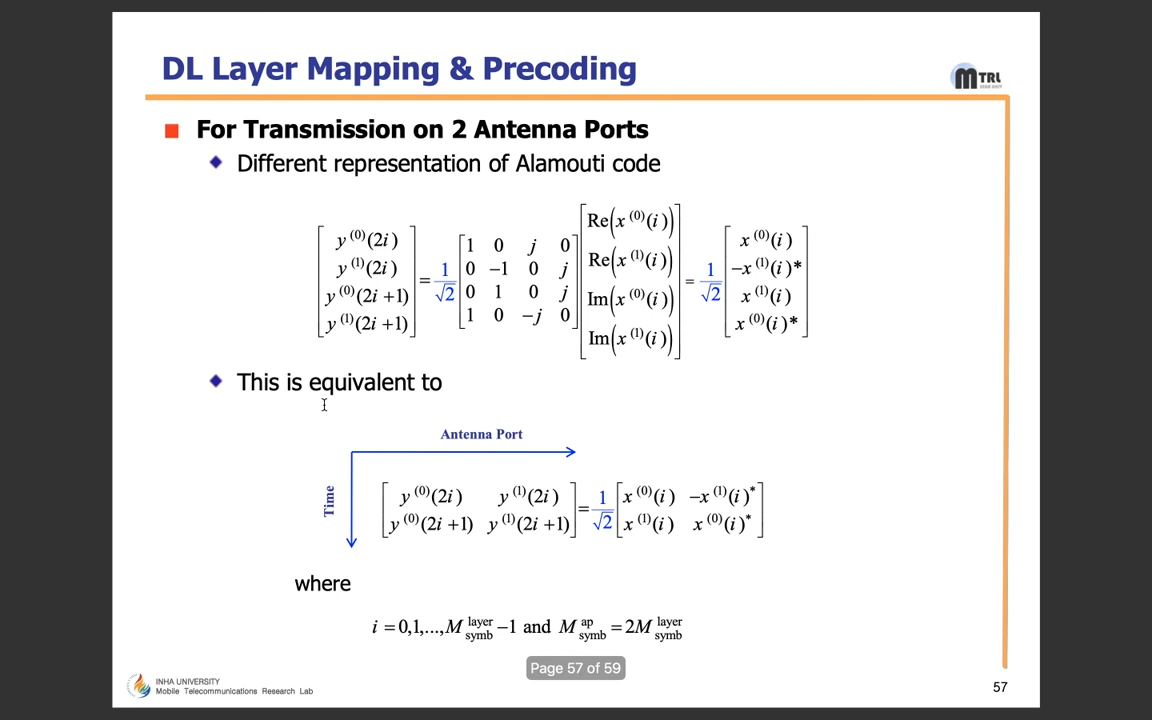 DL Layer Mapping & Precoding
TRL
For Transmission on 2 Antenna Ports
Different representation of Alamouti code
[y⁽⁰⁾(2i); y⁽¹⁾(2i); y⁽⁰⁾(2i+1); y⁽¹⁾(2i+1)] = 1/√2 [1 0 j 0; 0 −1 0 j; 0 1 0 j; 1 0 −j 0] [Re(x⁽⁰⁾(i)); Re(x⁽¹⁾(i)); Im(x⁽⁰⁾(i)); Im(x⁽¹⁾(i))] = 1/√2 [x⁽⁰⁾(i); −x⁽¹⁾(i)*; x⁽¹⁾(i); x⁽⁰⁾(i)*]
This is equivalent to
Antenna Port
Time
[y⁽⁰⁾(2i) y⁽¹⁾(2i); y⁽⁰⁾(2i+1) y⁽¹⁾(2i+1)] = 1/√2 [x⁽⁰⁾(i) −x⁽¹⁾(i)*; x⁽¹⁾(i) x⁽⁰⁾(i)*]
where
i = 0,1,...,M layer symb −1 and M ap symb = 2M layer symb
Page 57 of 59
INHA UNIVERSITY
Mobile Telecommunications Research Lab
57